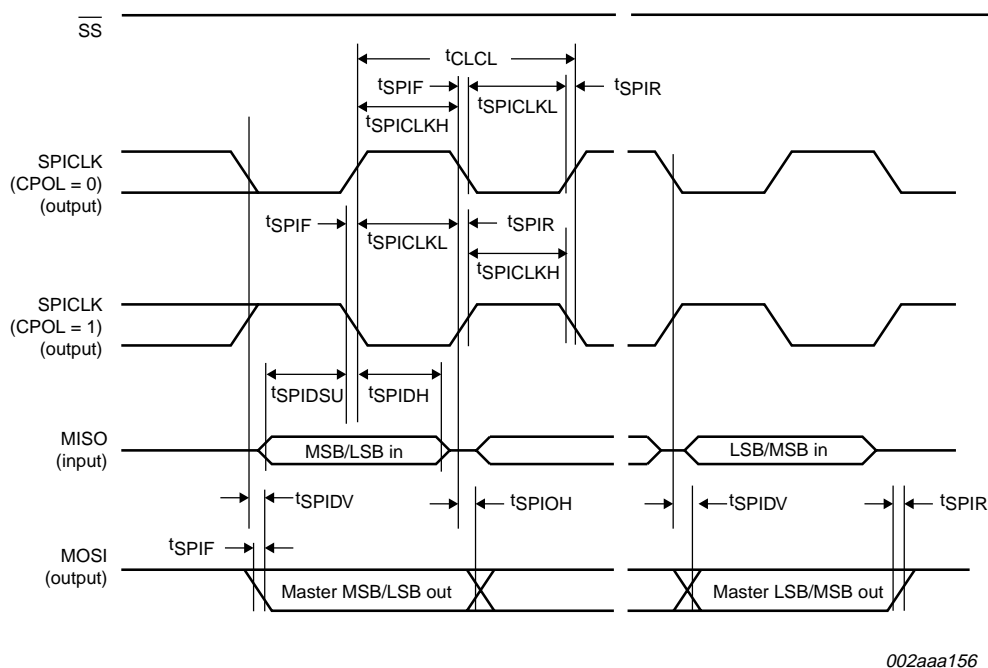 SS
tCLCL
tSPIF
tSPICLKL
tSPIR
tSPICLKH
SPICLK
(CPOL = 0)
(output)
tSPIF
tSPICLKL
tSPIR
tSPICLKH
SPICLK
(CPOL = 1)
(output)
tSPIDSU
tSPIDH
MISO
(input)
MSB/LSB in
LSB/MSB in
tSPIDV
tSPIOH
tSPIDV
tSPIR
tSPIF
MOSI
(output)
Master MSB/LSB out
Master LSB/MSB out
002aaa156